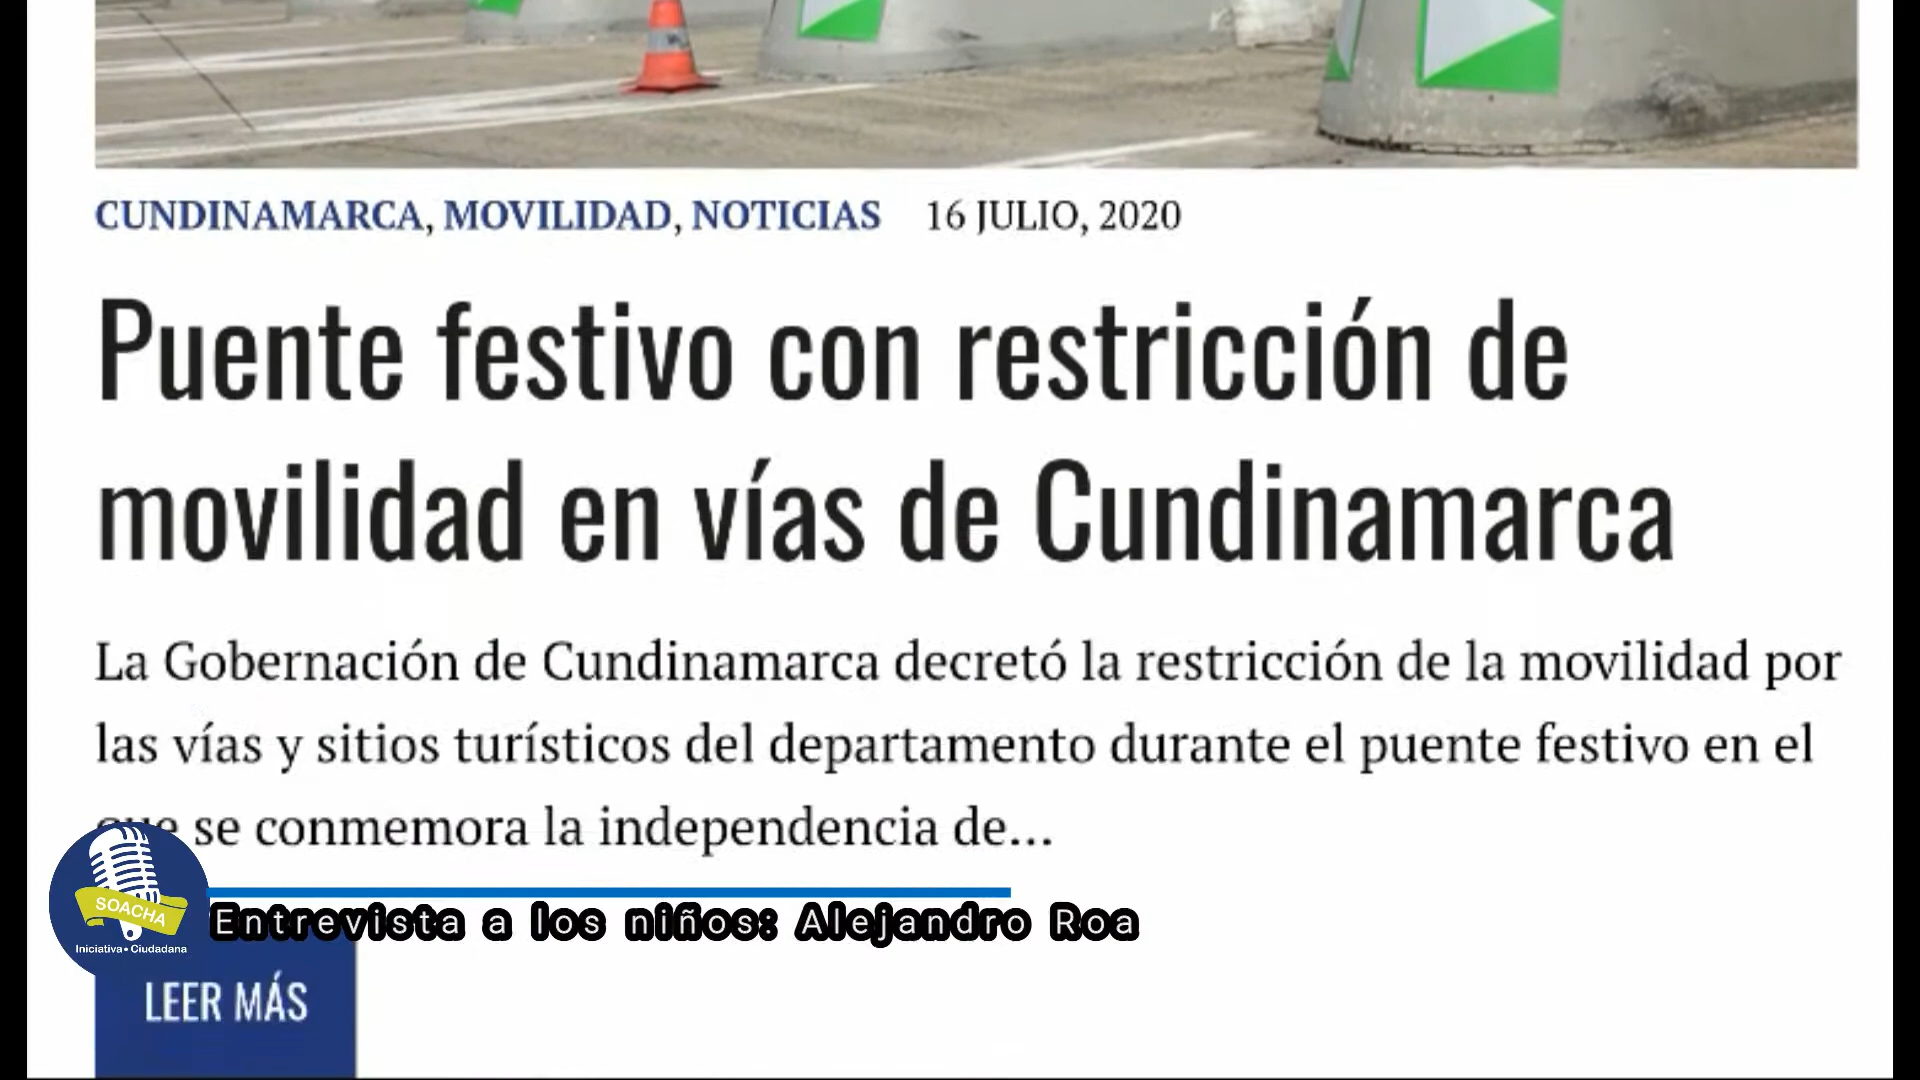 CUNDINAMARCA, MOVILIDAD, NOTICIAS 16 JULIO, 2020
Puente festivo con restricción de
movilidad en vías de Cundinamarca
La Gobernación de Cundinamarca decretó la restricción de la movilidad por
las vías y sitios turísticos del departamento durante el puente festivo en el
que se conmemora la independencia de...
SOACHA
Iniciativa • Ciudadana
Entrevista a los niños: Alejandro Roa
LEER MÁS